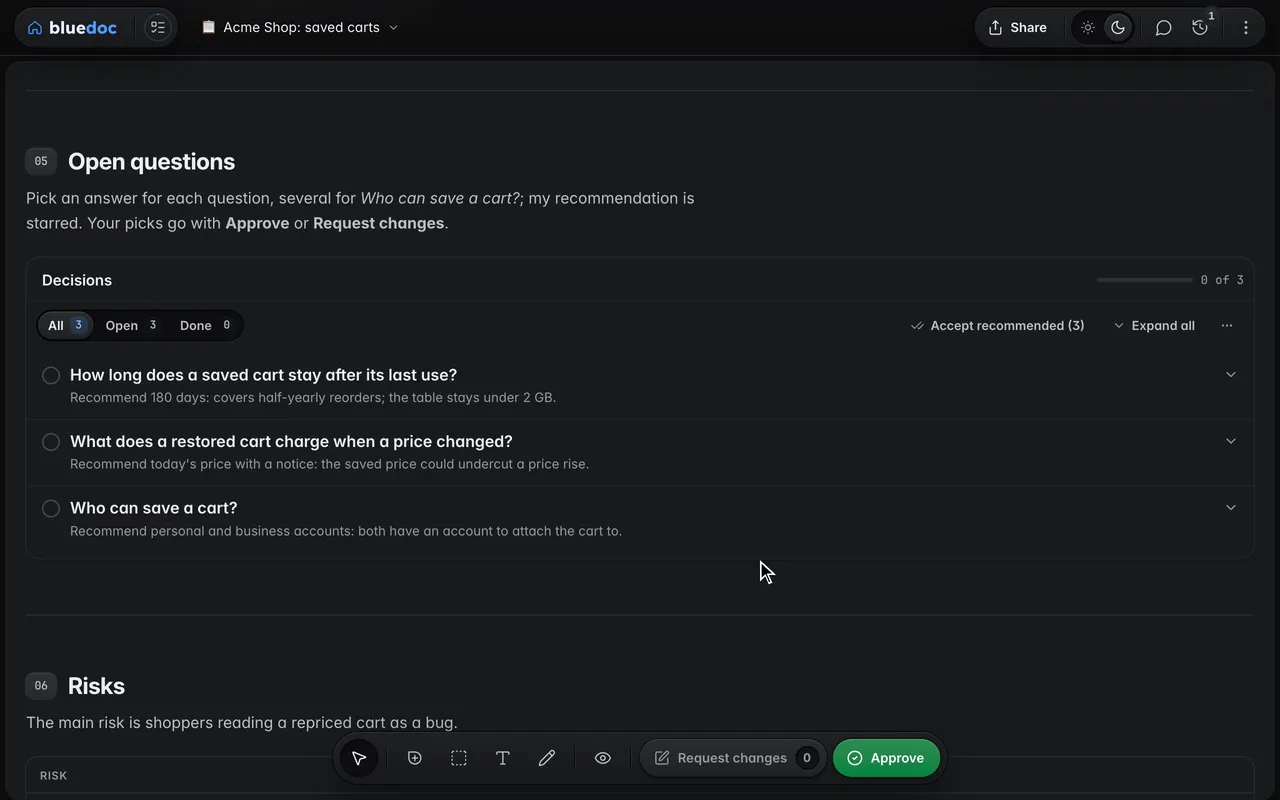 bluedoc
Acme Shop: saved carts
Share
1
05
Open questions
Pick an answer for each question, several for Who can save a cart?; my recommendation is
starred. Your picks go with Approve or Request changes.
Decisions
0 of 3
All 3
Open 3
Done 0
Accept recommended (3)
Expand all
How long does a saved cart stay after its last use?
Recommend 180 days: covers half-yearly reorders; the table stays under 2 GB.
What does a restored cart charge when a price changed?
Recommend today's price with a notice: the saved price could undercut a price rise.
Who can save a cart?
Recommend personal and business accounts: both have an account to attach the cart to.
06
Risks
The main risk is shoppers reading a repriced cart as a bug.
RISK
Request changes 0
Approve